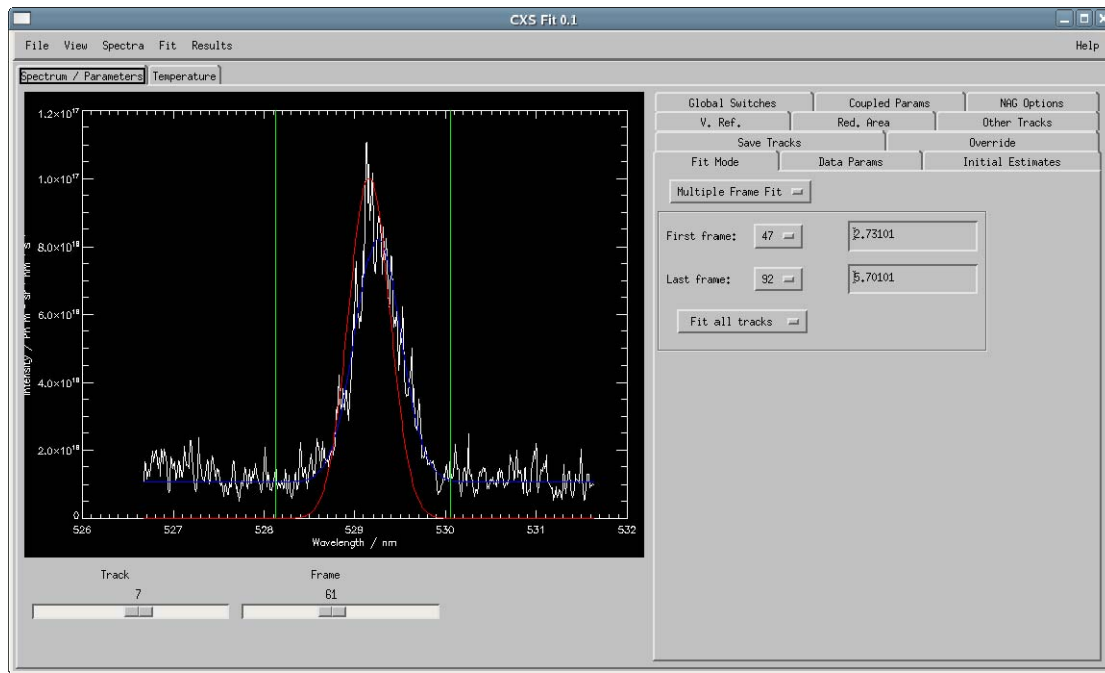 CXS Fit 0.1
File View Spectra Fit Results Help
Spectrum / Parameters Temperature
Global Switches Coupled Params NAG Options
V. Ref. Red. Area Other Tracks
Save Tracks Override
Fit Mode Data Params Initial Estimates
Multiple Frame Fit
First frame: 47 2.73101
Last frame: 92 5.70101
Fit all tracks
1.2×10¹⁷
1.0×10¹⁷
8.0×10¹⁶
6.0×10¹⁶
4.0×10¹⁶
2.0×10¹⁶
0
Intensity /
526 527 528 529 530 531 532
Wavelength / nm
Track Frame
7 61